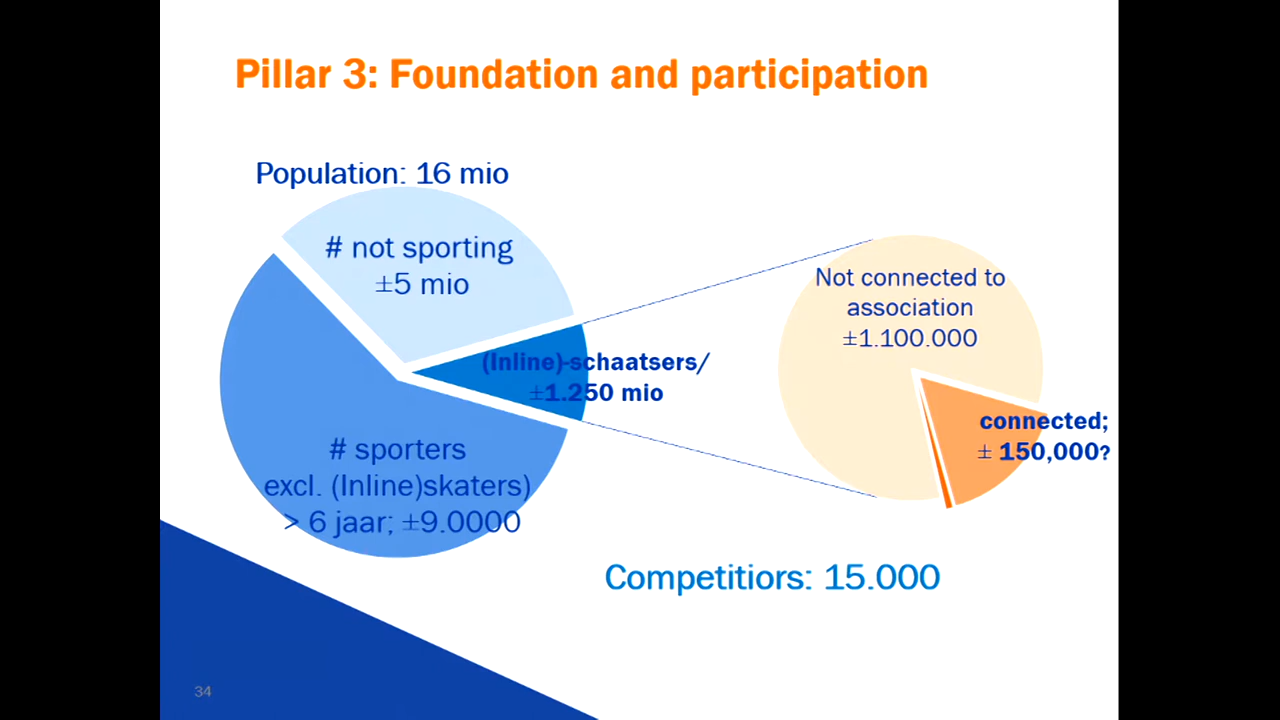 Pillar 3: Foundation and participation
Population: 16 mio
# not sporting
±5 mio
(Inline)-schaatsers/
±1.250 mio
# sporters
excl. (Inline)skaters)
> 6 jaar; ±9.0000
Not connected to
association
±1.100.000
connected;
± 150,000?
Competitiors: 15.000
34